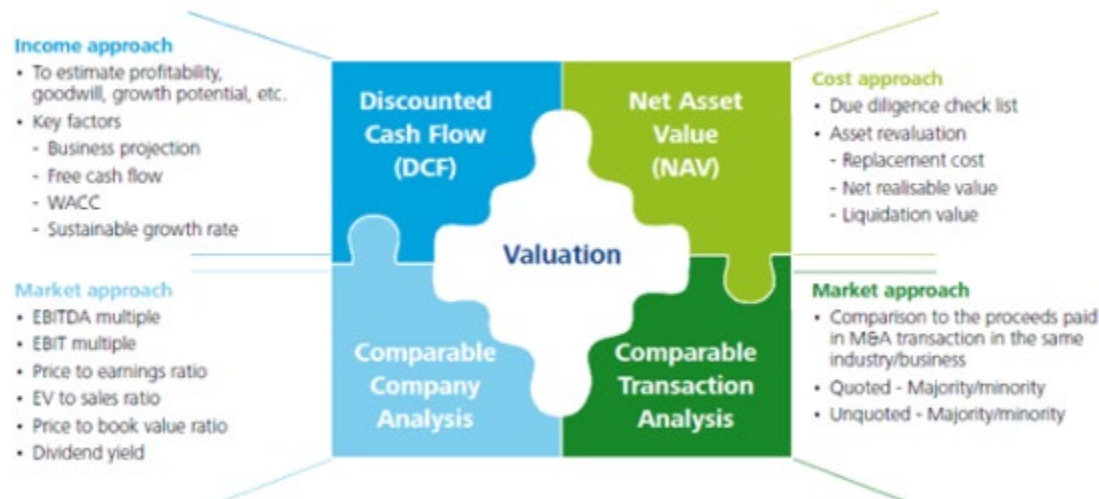 Income approach
• To estimate profitability,
goodwill, growth potential, etc.
• Key factors
- Business projection
- Free cash flow
- WACC
- Sustainable growth rate
Market approach
• EBITDA multiple
• EBIT multiple
• Price to earnings ratio
• EV to sales ratio
• Price to book value ratio
• Dividend yield
Discounted
Cash Flow
(DCF)
Net Asset
Value
(NAV)
Valuation
Comparable
Company
Analysis
Comparable
Transaction
Analysis
Cost approach
• Due diligence check list
• Asset revaluation
- Replacement cost
- Net realisable value
- Liquidation value
Market approach
• Comparison to the proceeds paid
in M&A transaction in the same
industry/business
• Quoted - Majority/minority
• Unquoted - Majority/minority